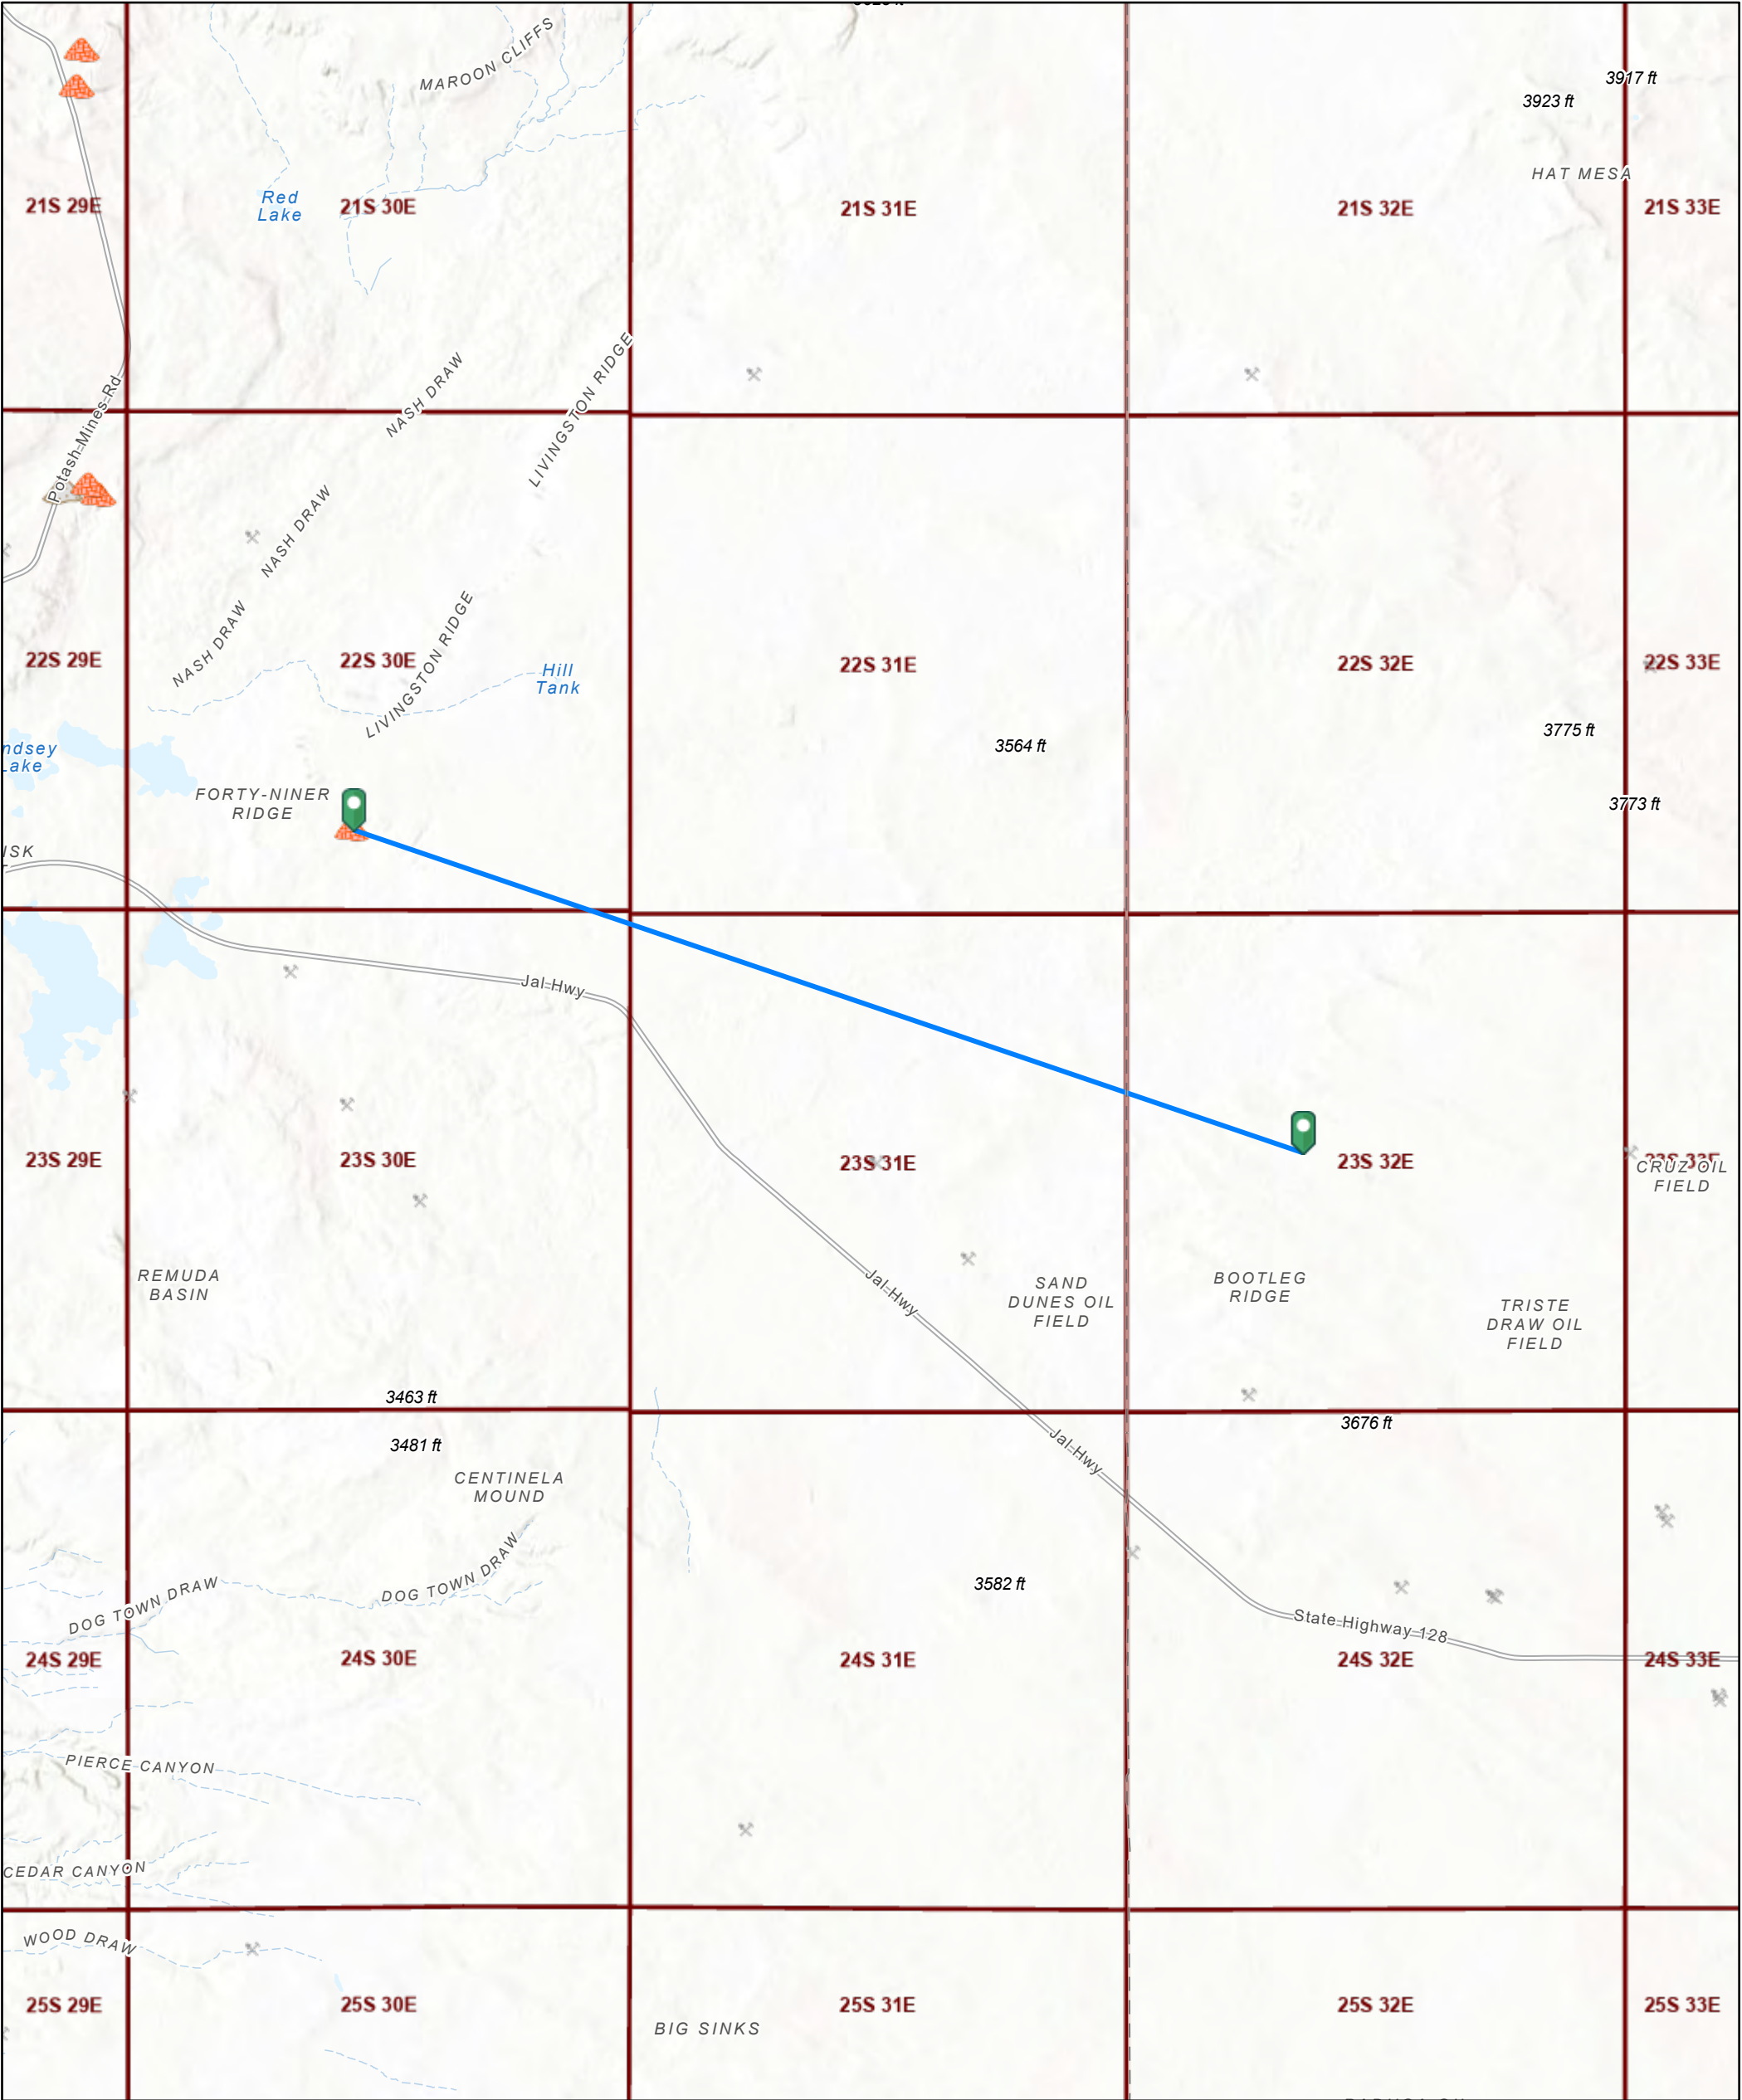 MAROON CLIFFS
3917 ft
3923 ft
HAT MESA
21S 29E
Red
Lake
21S 30E
21S 31E
21S 32E
21S 33E
Potash Mines Rd
NASH DRAW
LIVINGSTON RIDGE
NASH DRAW
NASH DRAW
LIVINGSTON RIDGE
22S 29E
22S 30E
Hill
Tank
22S 31E
22S 32E
22S 33E
3564 ft
3775 ft
ndsey
Lake
FORTY-NINER
RIDGE
3773 ft
ISK
Jal Hwy
23S 29E
23S 30E
23S 31E
23S 32E
23S 33E
CRUZ OIL
FIELD
REMUDA
BASIN
Jal Hwy
SAND
DUNES OIL
FIELD
BOOTLEG
RIDGE
TRISTE
DRAW OIL
FIELD
3463 ft
3481 ft
3676 ft
Jal Hwy
CENTINELA
MOUND
DOG TOWN DRAW
DOG TOWN DRAW
3582 ft
State Highway 128
24S 29E
24S 30E
24S 31E
24S 32E
24S 33E
PIERCE CANYON
CEDAR CANYON
WOOD DRAW
25S 29E
25S 30E
25S 31E
25S 32E
25S 33E
BIG SINKS